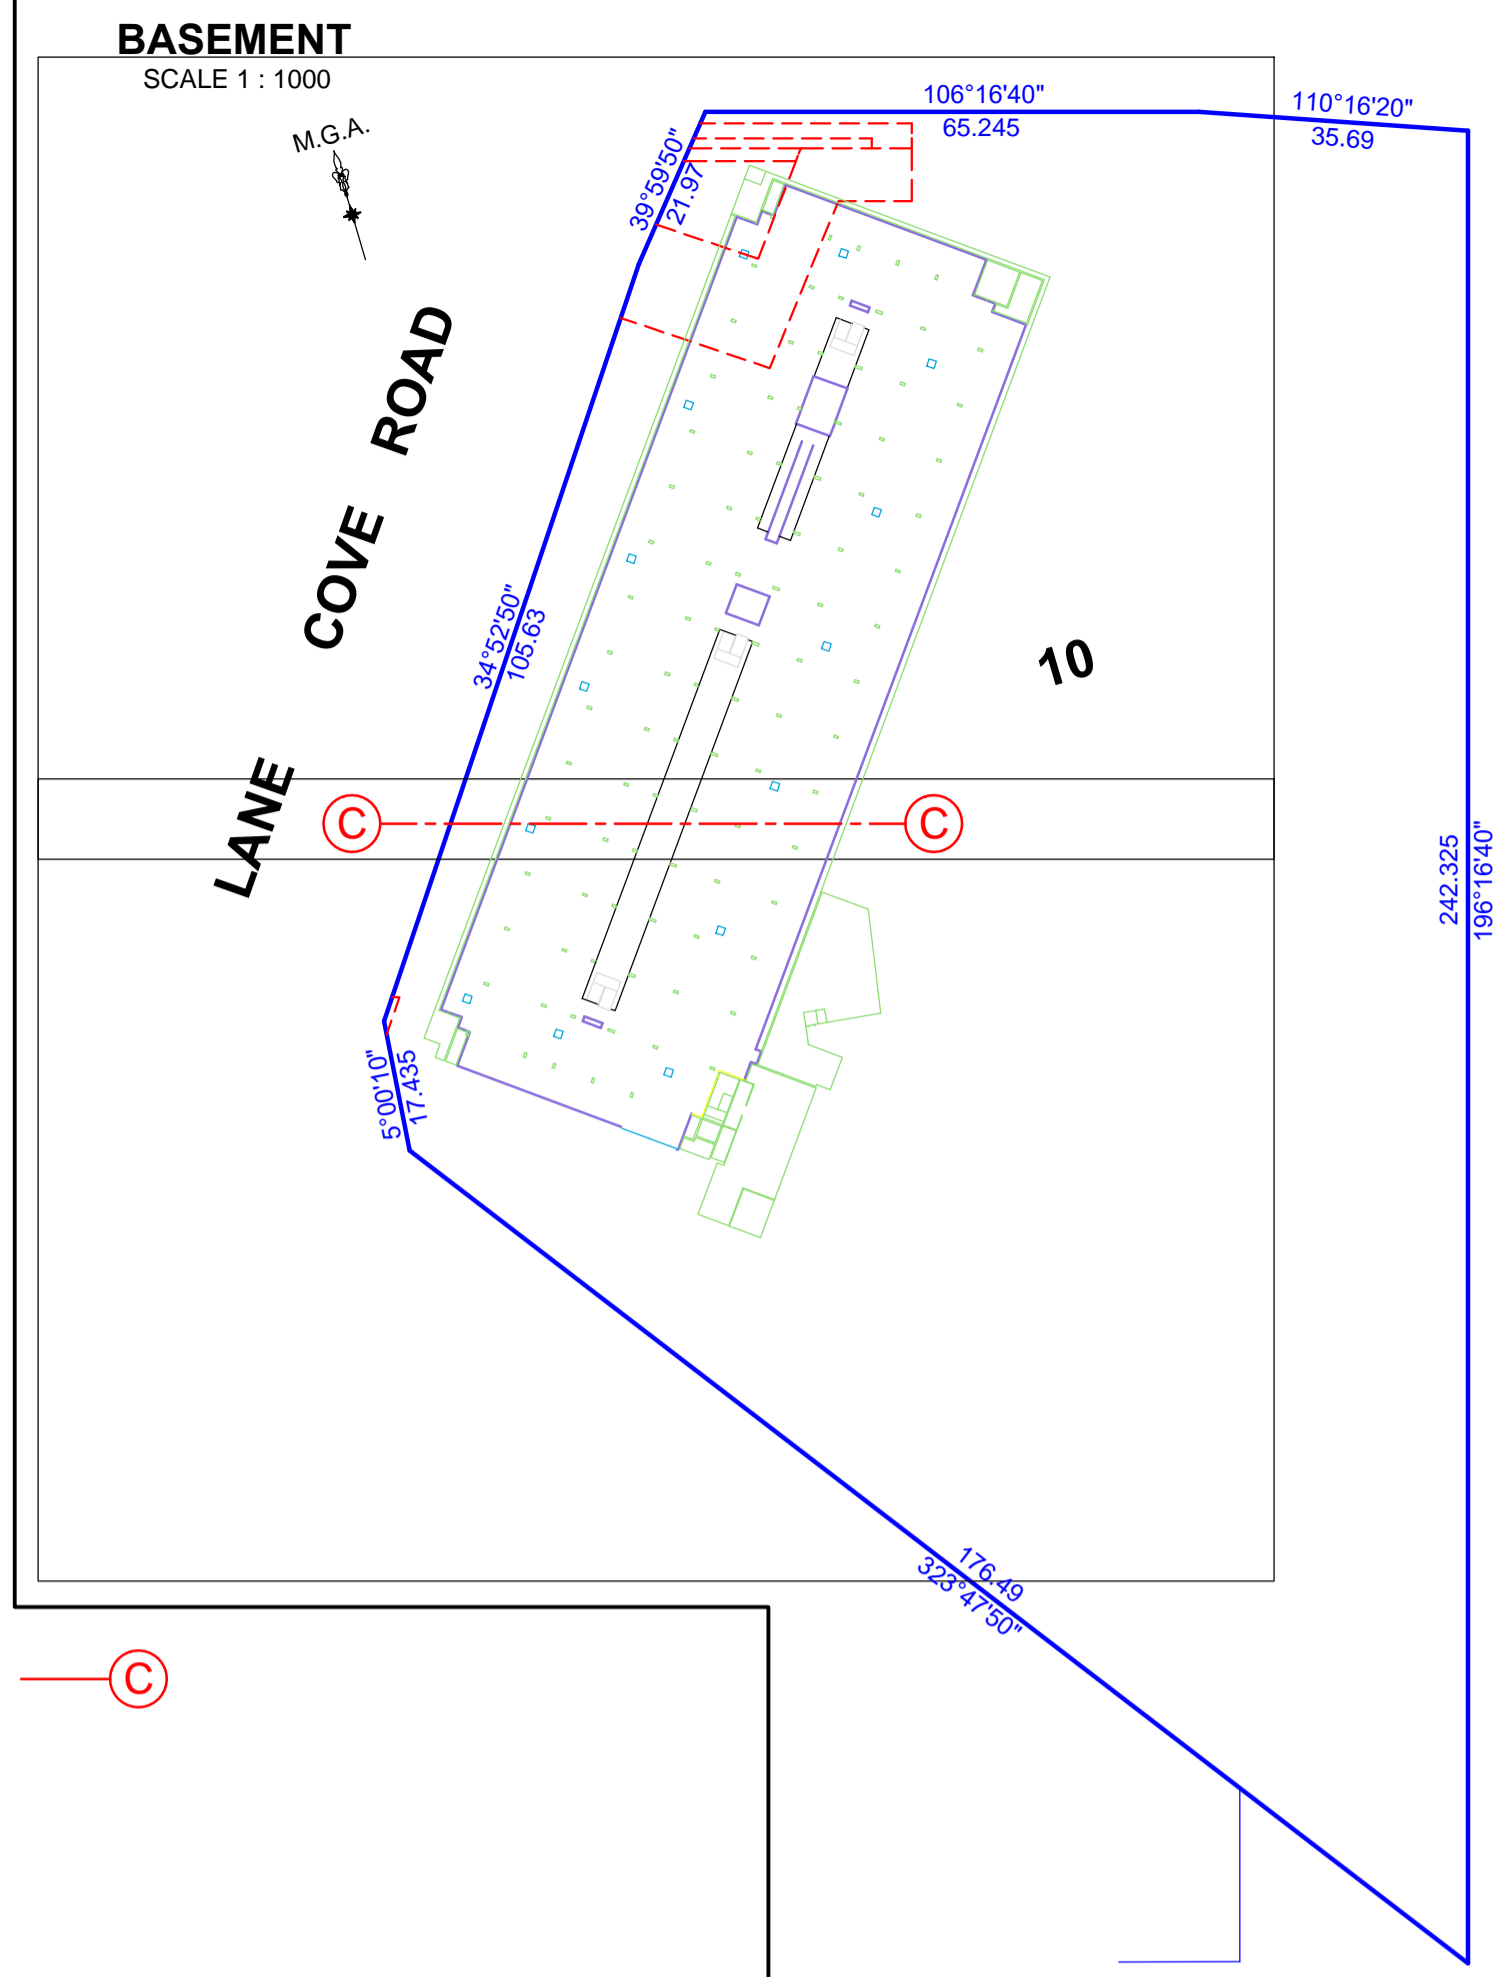 BASEMENT
SCALE 1 : 1000
M.G.A.
106°16'40"
65.245
110°16'20"
35.69
39°59'50"
21.97
LANE COVE ROAD
34°52'50"
105.63
10
C
C
242.325
196°16'40"
5°00'10"
17.435
176.49
323°47'50"
C